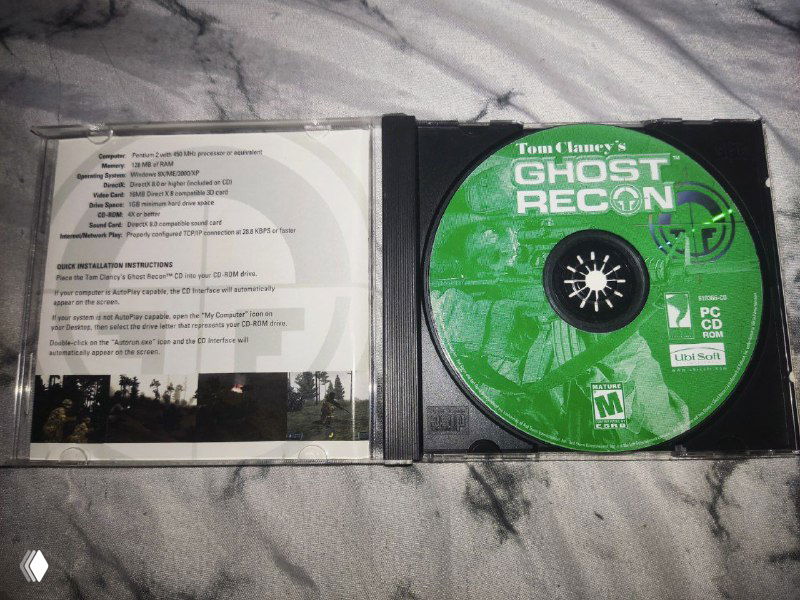 Computer: Pentium 2 with 450 MHz processor or equivalent
Memory: 128 MB of RAM
Operating System: Windows 9X/ME/2000/XP
DirectX: DirectX 8.0 or higher (included on CD)
Video Card: 16MB Direct X 8 compatible 3D card
Drive Space: 1GB minimum hard drive space
CD-ROM: 4X or better
Sound Card: DirectX 8.0 compatible sound card
Internet/Network Play: Properly configured TCP/IP connection at 28.8 KBPS or faster
QUICK INSTALLATION INSTRUCTIONS
Place the Tom Clancy's Ghost Recon™ CD into your CD-ROM drive.
If your computer is AutoPlay capable, the CD Interface will automatically
appear on the screen.
If your system is not AutoPlay capable, open the "My Computer" icon on
your Desktop, then select the drive letter that represents your CD-ROM drive.
Double-click on the "Autorun.exe" icon and the CD Interface will
automatically appear on the screen.
Tom Clancy's
GHOST
RECON™
PC
CD
ROM
Ubi Soft
www.ubisoft.com
MATURE
M
ESRB